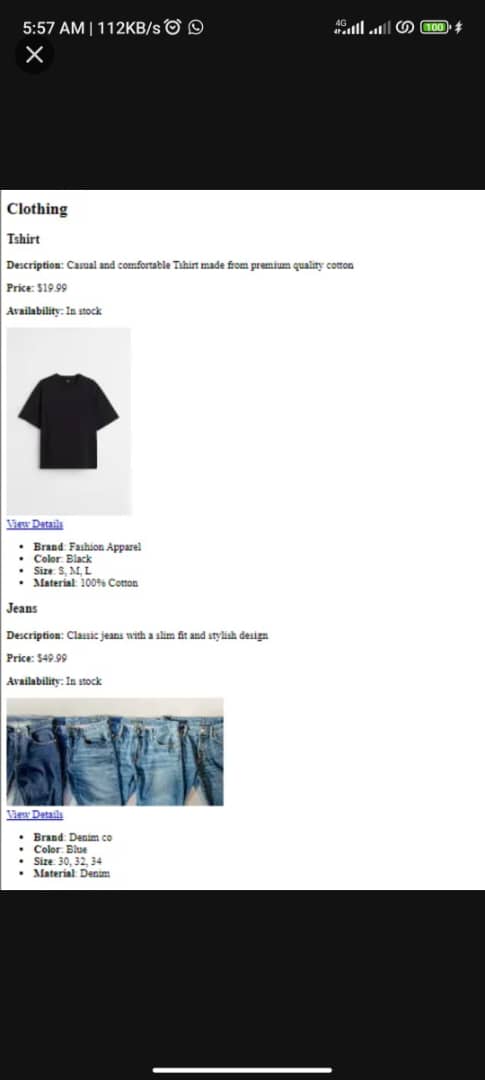 5:57 AM | 112KB/s
4G
100
Clothing
Tshirt
Description: Casual and comfortable Tshirt made from premium quality cotton
Price: $19.99
Availability: In stock
View Details
• Brand: Fashion Apparel
• Color: Black
• Size: S, M, L
• Material: 100% Cotton
Jeans
Description: Classic jeans with a slim fit and stylish design
Price: $49.99
Availability: In stock
View Details
• Brand: Denim co
• Color: Blue
• Size: 30, 32, 34
• Material: Denim